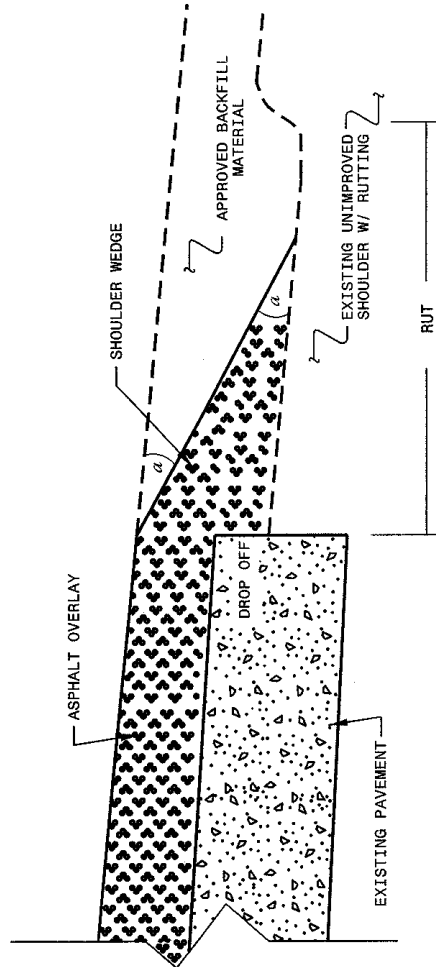 ASPHALT OVERLAY
SHOULDER WEDGE
APPROVED BACKFILL
MATERIAL
a
a
DROP OFF
EXISTING PAVEMENT
EXISTING UNIMPROVED
SHOULDER W/ RUTTING
RUT